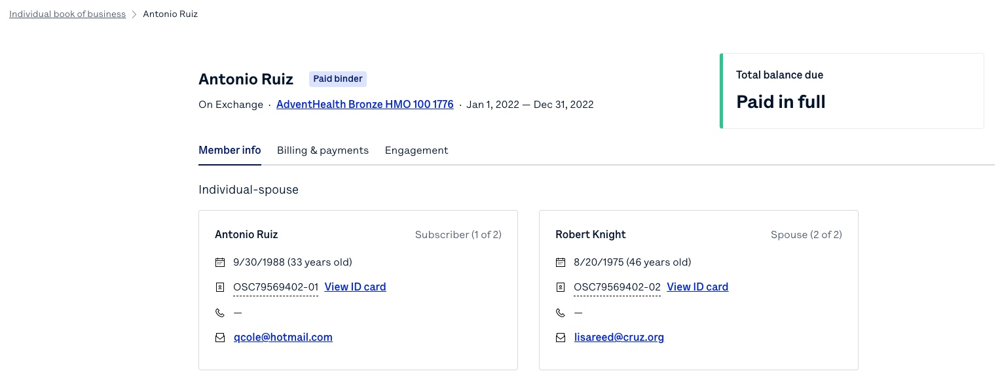 Individual book of business > Antonio Ruiz
Antonio Ruiz Paid binder
On Exchange · AdventHealth Bronze HMO 100 1776 · Jan 1, 2022 — Dec 31, 2022
Total balance due
Paid in full
Member info Billing & payments Engagement
Individual-spouse
Antonio Ruiz Subscriber (1 of 2)
9/30/1988 (33 years old)
OSC79569402-01 View ID card
—
qcole@hotmail.com
Robert Knight Spouse (2 of 2)
8/20/1975 (46 years old)
OSC79569402-02 View ID card
—
lisareed@cruz.org